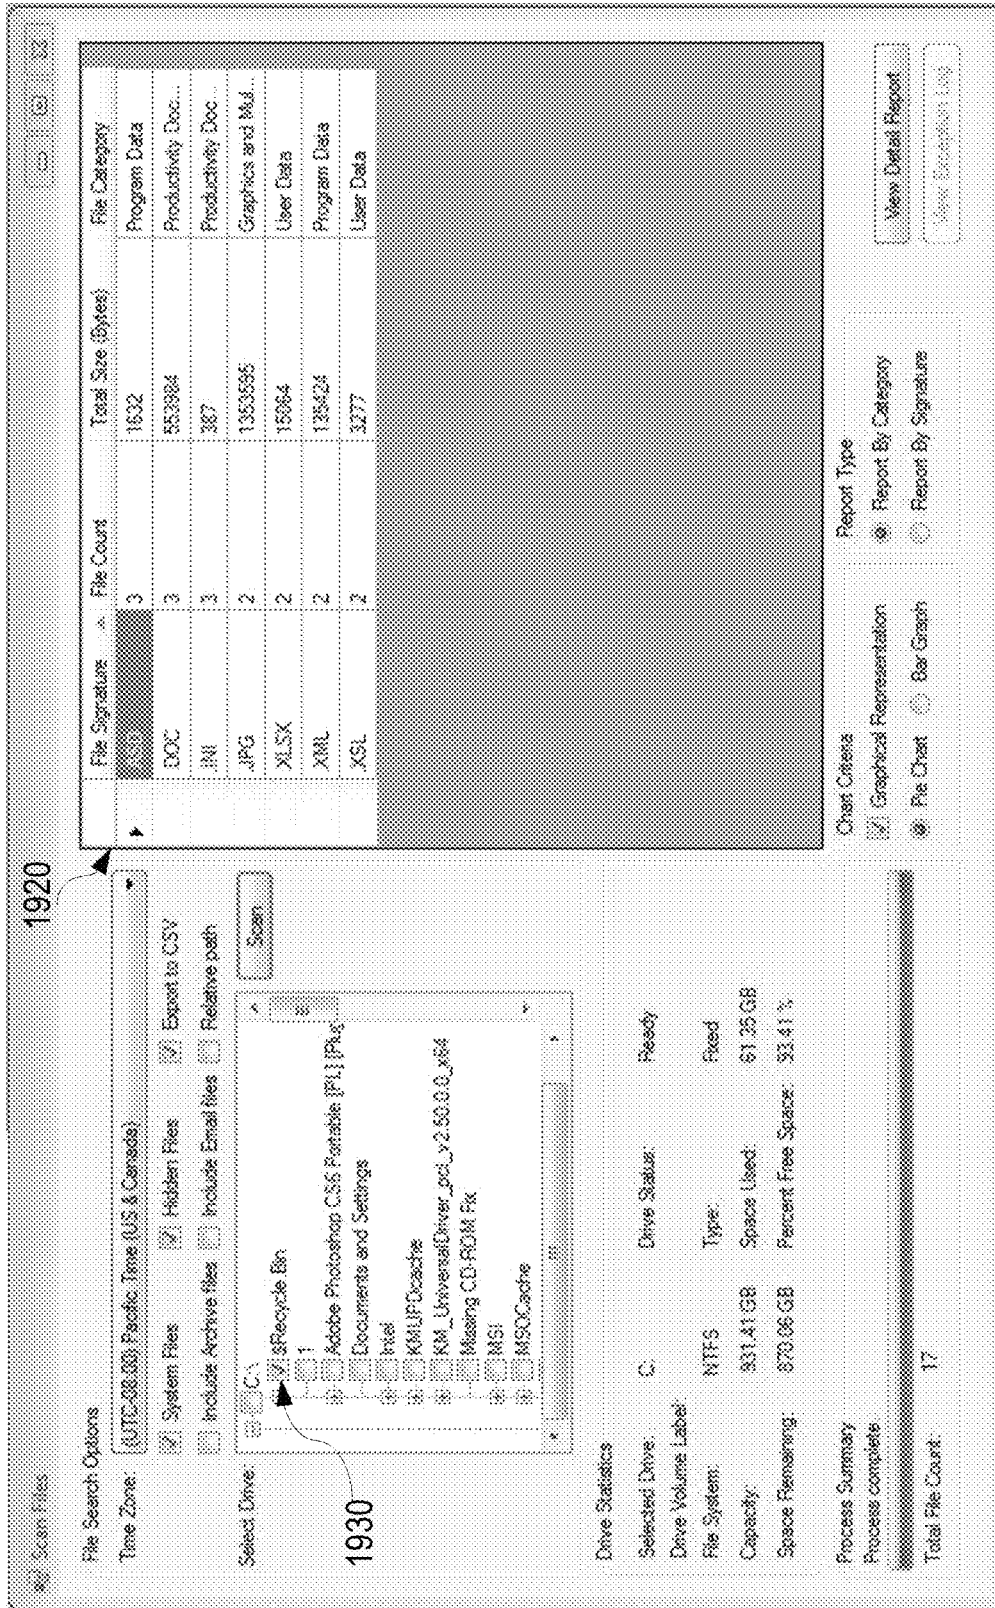 1920
Scan Files
File Search Options
Time Zone: (UTC-08:00) Pacific Time (US & Canada)
System Files Hidden Files Export to CSV
Include Archive files Include Email files Relative path
Select Drive:
Scan
C:\
$Recycle Bin
1
Adobe Photoshop CS6 Portable [PL] [Plug
Documents and Settings
Intel
KMUPDcache
KM_UniversalDriver_pcl_v2.50.0.0_x64
Missing CD-ROM Fix
MSI
MSOCache
1930
Drive Statistics
Selected Drive: C: Drive Status: Ready
Drive Volume Label:
File System: NTFS Type: Fixed
Capacity: 931.41 GB Space Used: 61.35 GB
Space Remaining: 870.06 GB Percent Free Space: 93.41 %
Process Summary
Process complete
Total File Count: 17
File Signature File Count Total Size (Bytes) File Category
3 1632 Program Data
DOC 3 553984 Productivity Doc...
.INI 3 387 Productivity Doc...
.JPG 2 1353595 Graphics and Mul...
XLSX 2 15064 User Data
.XML 2 135424 Program Data
.XSL 2 3277 User Data
Chart Criteria
Graphical Representation
Pie Chart Bar Graph
Report Type
Report By Category
Report By Signature
View Detail Report
View Exception Log